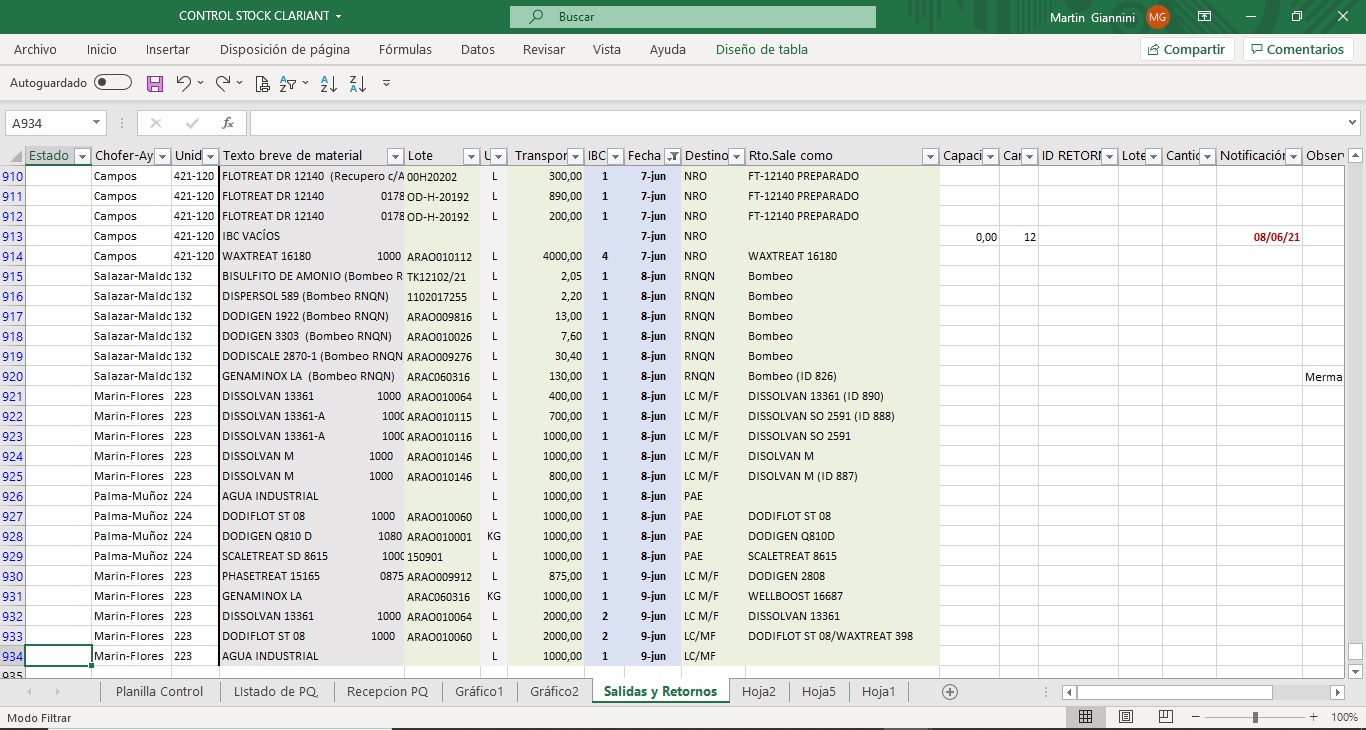 CONTROL STOCK CLARIANT
Buscar
Martin Giannini MG
Archivo Inicio Insertar Disposición de página Fórmulas Datos Revisar Vista Ayuda Diseño de tabla Compartir Comentarios
Autoguardado
A934 fx
Estado Chofer-Ay Unid Texto breve de material Lote U Transpor IBC Fecha Destino Rto.Sale como Capaci Car ID RETORN Lote Cantid Notificación Obser
910 Campos 421-120 FLOTREAT DR 12140 (Recupero c/A 00H20202 L 300,00 1 7-jun NRO FT-12140 PREPARADO
911 Campos 421-120 FLOTREAT DR 12140 0178 OD-H-20192 L 890,00 1 7-jun NRO FT-12140 PREPARADO
912 Campos 421-120 FLOTREAT DR 12140 0178 OD-H-20192 L 200,00 1 7-jun NRO FT-12140 PREPARADO
913 Campos 421-120 IBC VACÍOS 7-jun NRO 0,00 12 08/06/21
914 Campos 421-120 WAXTREAT 16180 1000 ARAO010112 L 4000,00 4 7-jun NRO WAXTREAT 16180
915 Salazar-Maldo 132 BISULFITO DE AMONIO (Bombeo R TK12102/21 L 2,05 1 8-jun RNQN Bombeo
916 Salazar-Maldo 132 DISPERSOL 589 (Bombeo RNQN) 1102017255 L 2,20 1 8-jun RNQN Bombeo
917 Salazar-Maldo 132 DODIGEN 1922 (Bombeo RNQN) ARAO009816 L 13,00 1 8-jun RNQN Bombeo
918 Salazar-Maldo 132 DODIGEN 3303 (Bombeo RNQN) ARAO010026 L 7,60 1 8-jun RNQN Bombeo
919 Salazar-Maldo 132 DODISCALE 2870-1 (Bombeo RNQN ARAO009276 L 30,40 1 8-jun RNQN Bombeo
920 Salazar-Maldo 132 GENAMINOX LA (Bombeo RNQN) ARAC060316 L 130,00 1 8-jun RNQN Bombeo (ID 826) Merma
921 Marin-Flores 223 DISSOLVAN 13361 1000 ARAO010064 L 400,00 1 8-jun LC M/F DISSOLVAN 13361 (ID 890)
922 Marin-Flores 223 DISSOLVAN 13361-A 1000 ARAO010115 L 700,00 1 8-jun LC M/F DISSOLVAN SO 2591 (ID 888)
923 Marin-Flores 223 DISSOLVAN 13361-A 1000 ARAO010116 L 1000,00 1 8-jun LC M/F DISSOLVAN SO 2591
924 Marin-Flores 223 DISSOLVAN M 1000 ARAO010146 L 1000,00 1 8-jun LC M/F DISOLVAN M
925 Marin-Flores 223 DISSOLVAN M 1000 ARAO010146 L 800,00 1 8-jun LC M/F DISOLVAN M (ID 887)
926 Palma-Muñoz 224 AGUA INDUSTRIAL L 1000,00 1 8-jun PAE
927 Palma-Muñoz 224 DODIFLOT ST 08 1000 ARAO010060 L 1000,00 1 8-jun PAE DODIFLOT ST 08
928 Palma-Muñoz 224 DODIGEN Q810 D 1080 ARAO010001 KG 1000,00 1 8-jun PAE DODIGEN Q810D
929 Palma-Muñoz 224 SCALETREAT SD 8615 1000 150901 L 1000,00 1 8-jun PAE SCALETREAT 8615
930 Marin-Flores 223 PHASETREAT 15165 0875 ARAO009912 L 875,00 1 9-jun LC M/F DODIGEN 2808
931 Marin-Flores 223 GENAMINOX LA ARAC060316 KG 1000,00 1 9-jun LC M/F WELLBOOST 16687
932 Marin-Flores 223 DISSOLVAN 13361 1000 ARAO010064 L 2000,00 2 9-jun LC M/F DISSOLVAN 13361
933 Marin-Flores 223 DODIFLOT ST 08 1000 ARAO010060 L 2000,00 2 9-jun LC/MF DODIFLOT ST 08/WAXTREAT 398
934 Marin-Flores 223 AGUA INDUSTRIAL L 1000,00 1 9-jun LC/MF
935
Planilla Control LIstado de PQ, Recepcion PQ Gráfico1 Gráfico2 Salidas y Retornos Hoja2 Hoja5 Hoja1
Modo Filtrar 100%